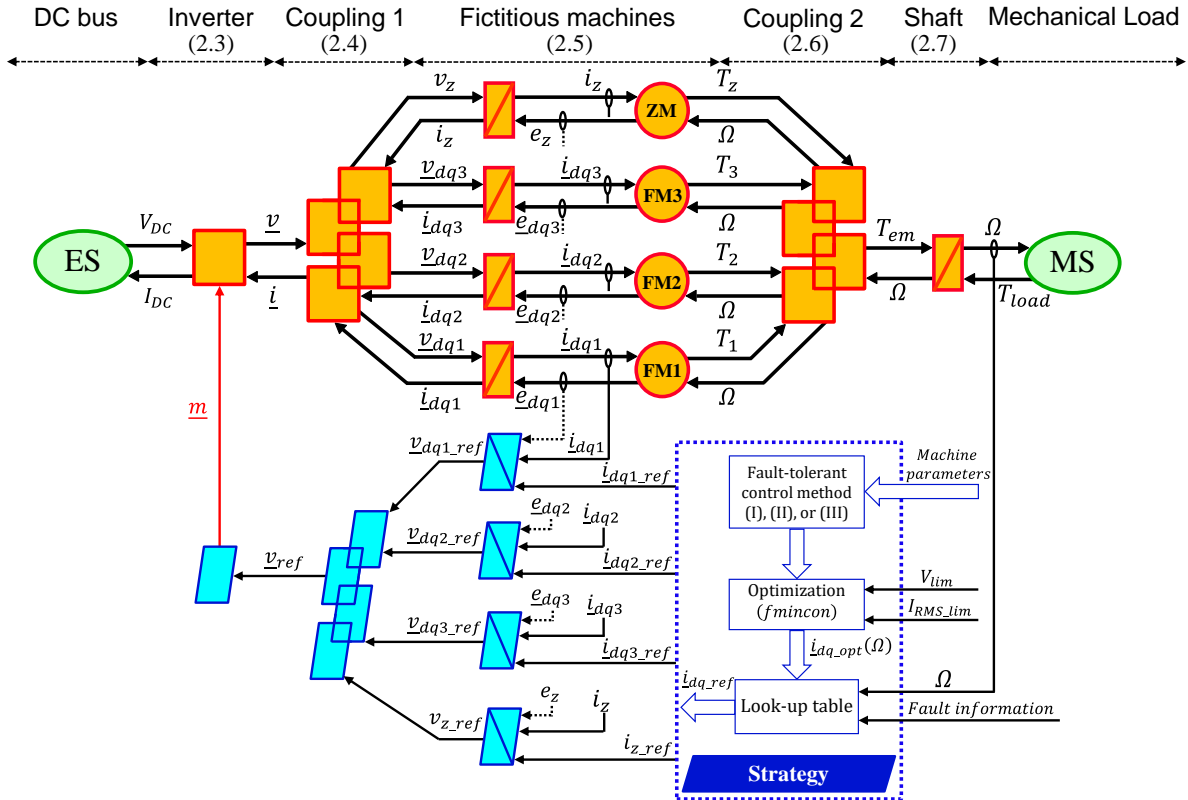 DC bus
Inverter
(2.3)
Coupling 1
(2.4)
Fictitious machines
(2.5)
Coupling 2
(2.6)
Shaft
(2.7)
Mechanical Load
v_z
i_z
T_z
ZM
i_z
e_z
Ω
v_dq3
i_dq3
T_3
FM3
i_dq3
e_dq3
Ω
V_DC
v
T_em
Ω
ES
MS
I_DC
i
Ω
T_load
v_dq2
i_dq2
T_2
FM2
i_dq2
e_dq2
Ω
v_dq1
i_dq1
T_1
FM1
i_dq1
e_dq1
Ω
m
v_dq1_ref
i_dq1
i_dq1_ref
e_dq2
i_dq2
v_dq2_ref
i_dq2_ref
v_ref
e_dq3
i_dq3
v_dq3_ref
i_dq3_ref
e_z
i_z
v_z_ref
i_z_ref
Machine
parameters
Fault-tolerant
control method
(I), (II), or (III)
V_lim
Optimization
(fmincon)
I_RMS_lim
i_dq_opt(Ω)
i_dq_ref
Ω
Look-up table
Fault information
Strategy